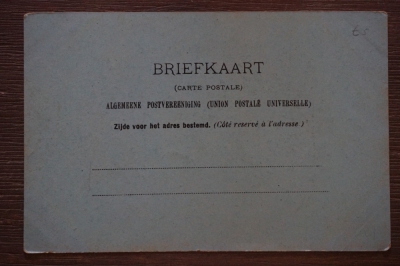 BRIEFKAART
(CARTE POSTALE)
ALGEMEENE POSTVEREENIGING (UNION POSTALE UNIVERSELLE)
Zijde voor het adres bestemd. (Côté reservé à l'adresse)